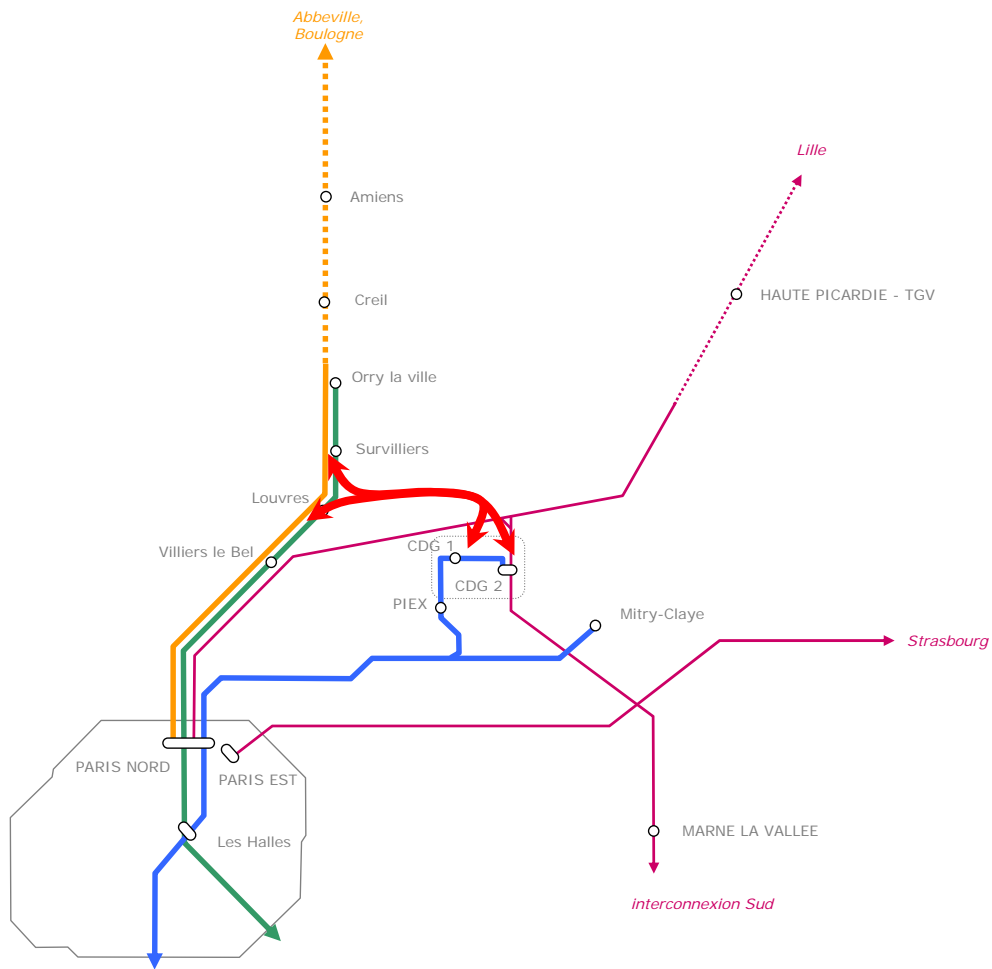 Abbeville,
Boulogne
Lille
Amiens
HAUTE PICARDIE - TGV
Creil
Orry la ville
Survilliers
Louvres
CDG 1
Villiers le Bel
CDG 2
PIEX
Mitry-Claye
Strasbourg
PARIS NORD
PARIS EST
MARNE LA VALLEE
Les Halles
interconnexion Sud